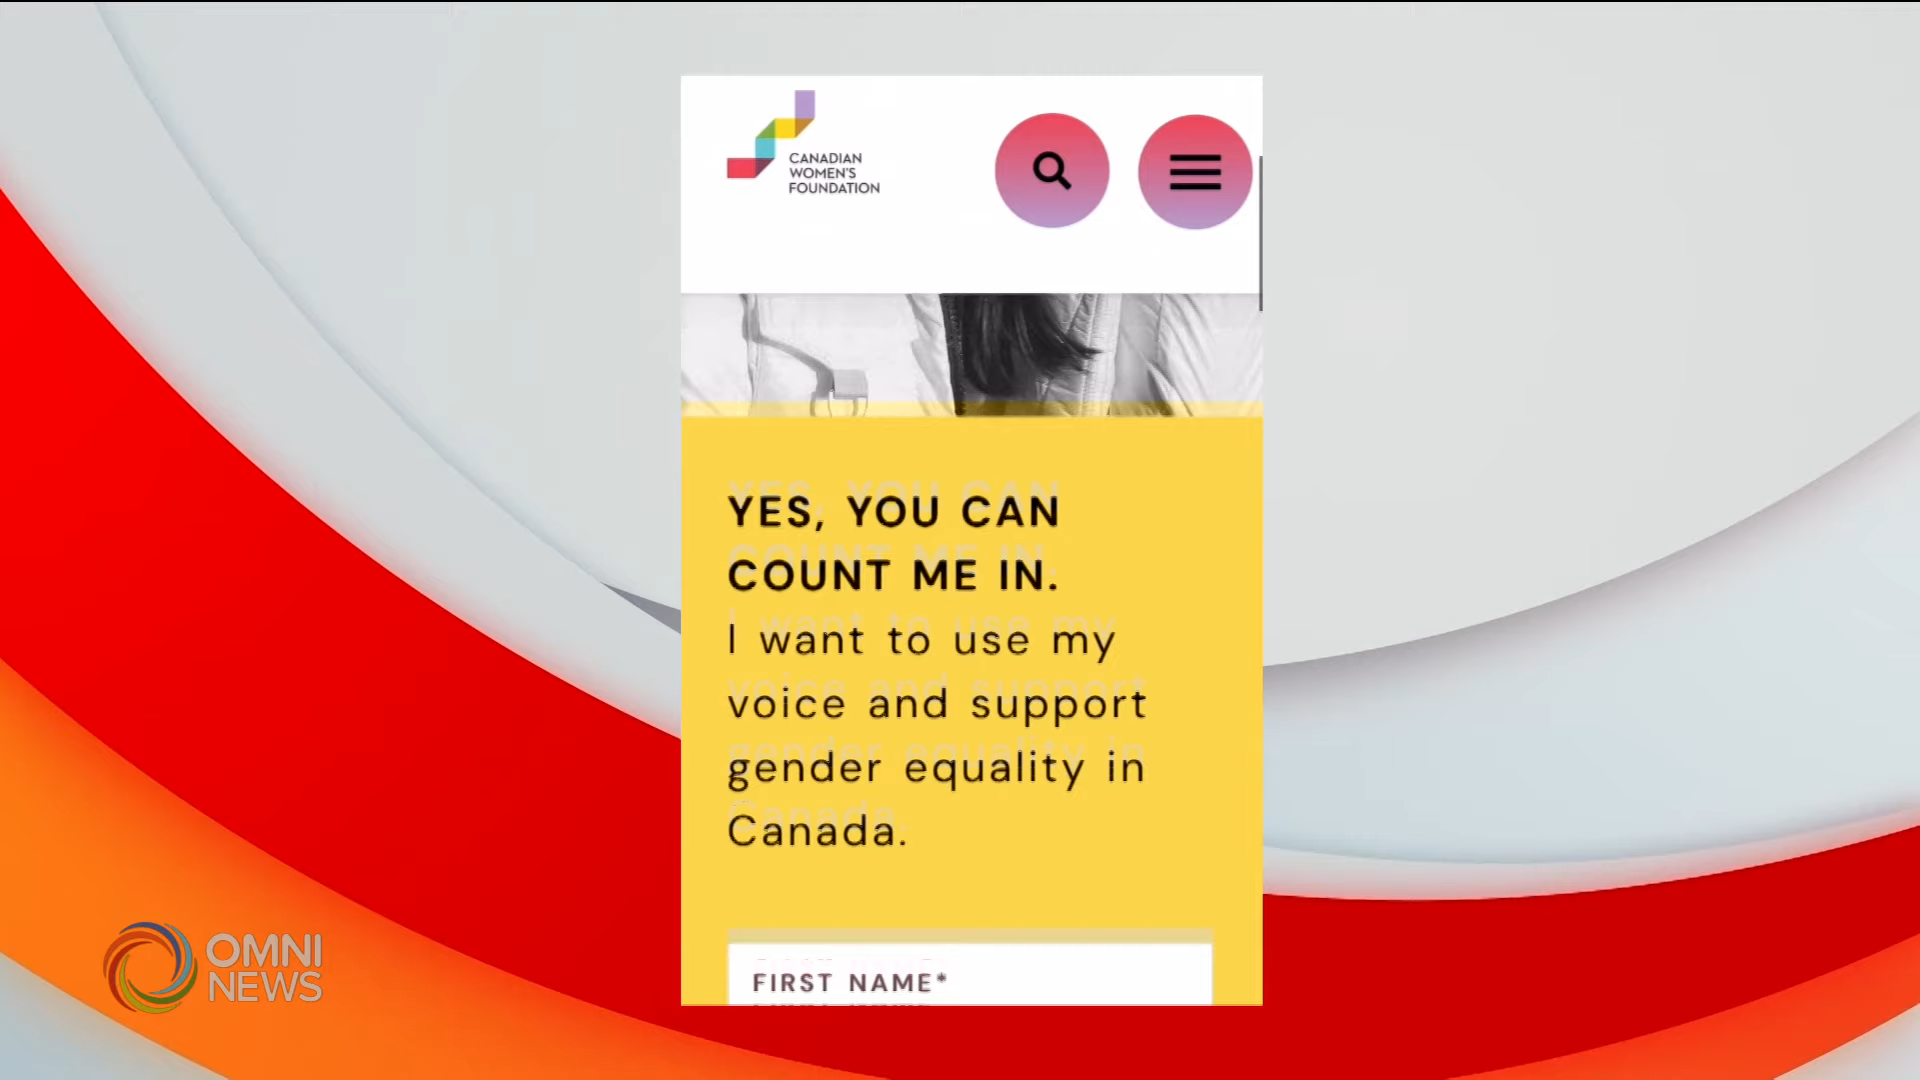 CANADIAN
WOMEN'S
FOUNDATION
YES, YOU CAN
COUNT ME IN.
I want to use my
voice and support
gender equality in
Canada.
FIRST NAME*
OMNI
NEWS